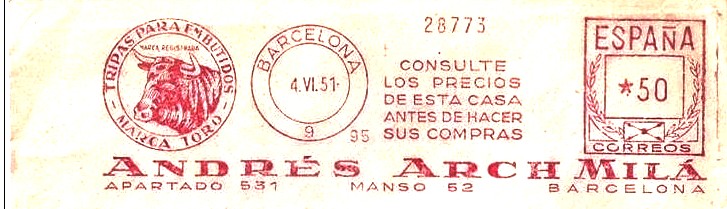 28773
TRIPAS PARA EMBUTIDOS
MARCA REGISTRADA
- MARCA TORO -
BARCELONA
4.VI.51.
9
95
CONSULTE
LOS PRECIOS
DE ESTA CASA
ANTES DE HACER
SUS COMPRAS
ESPAÑA
*50
CORREOS
ANDRÉS ARCH MILÁ
APARTADO 531 MANSO 52 BARCELONA